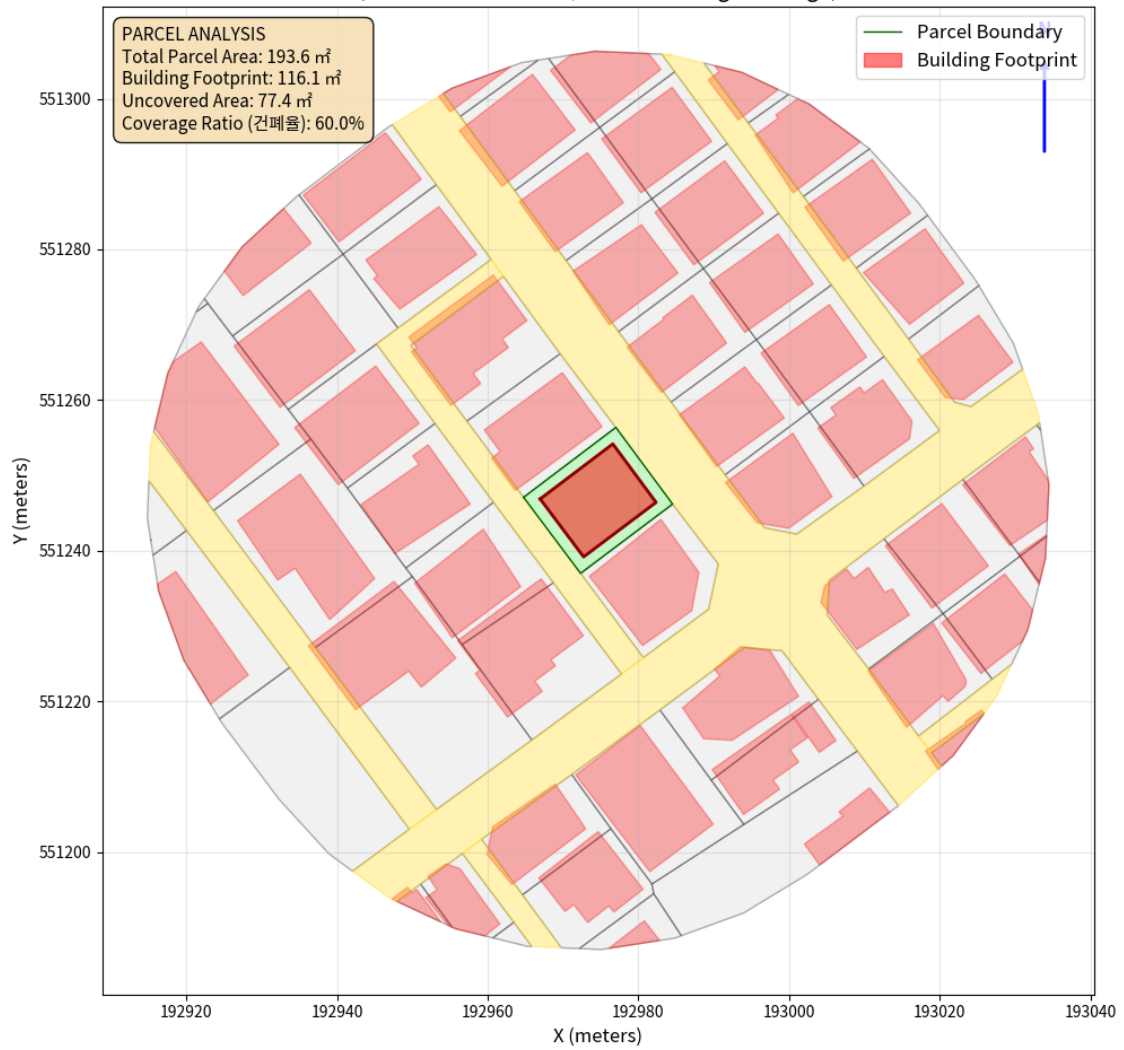 PARCEL ANALYSIS
Total Parcel Area: 193.6 ㎡
Building Footprint: 116.1 ㎡
Uncovered Area: 77.4 ㎡
Coverage Ratio (건폐율): 60.0%
Parcel Boundary
Building Footprint
N
551300
551280
551260
551240
551220
551200
Y (meters)
192920 192940 192960 192980 193000 193020 193040
X (meters)